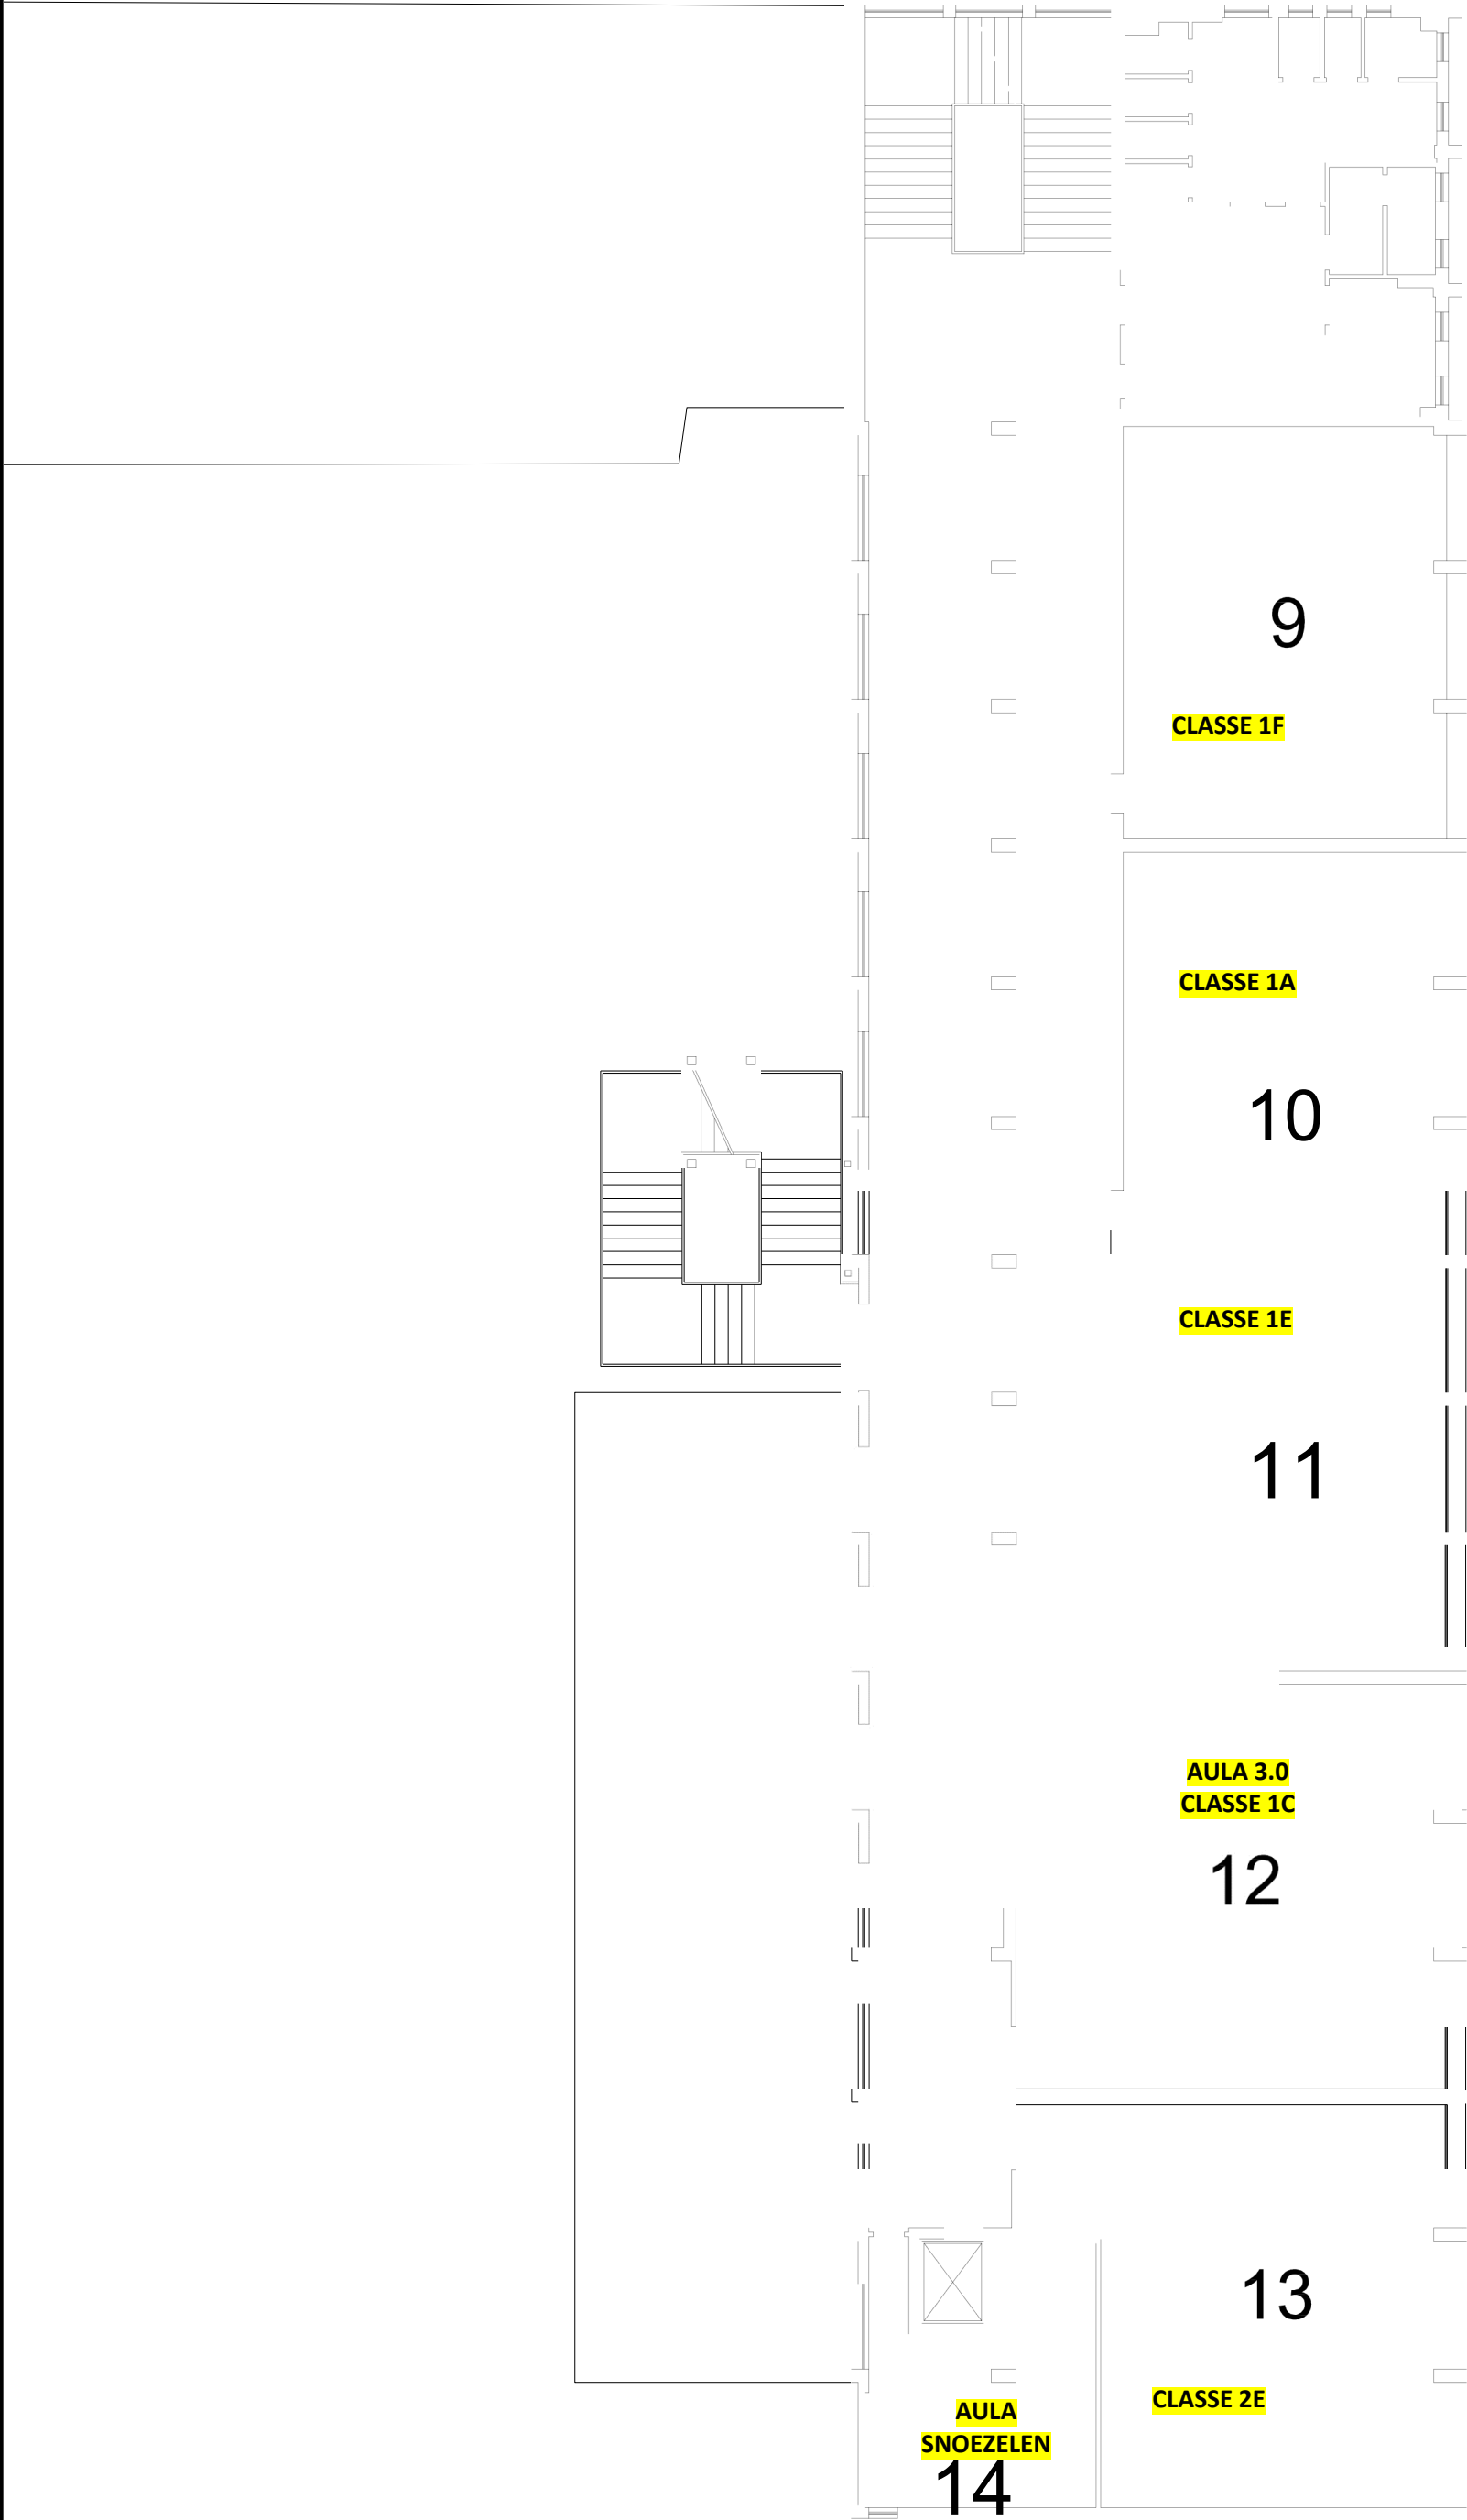 9
CLASSE 1F
CLASSE 1A
10
CLASSE 1E
11
AULA 3.0
CLASSE 1C
12
13
CLASSE 2E
AULA
SNOEZELEN
14